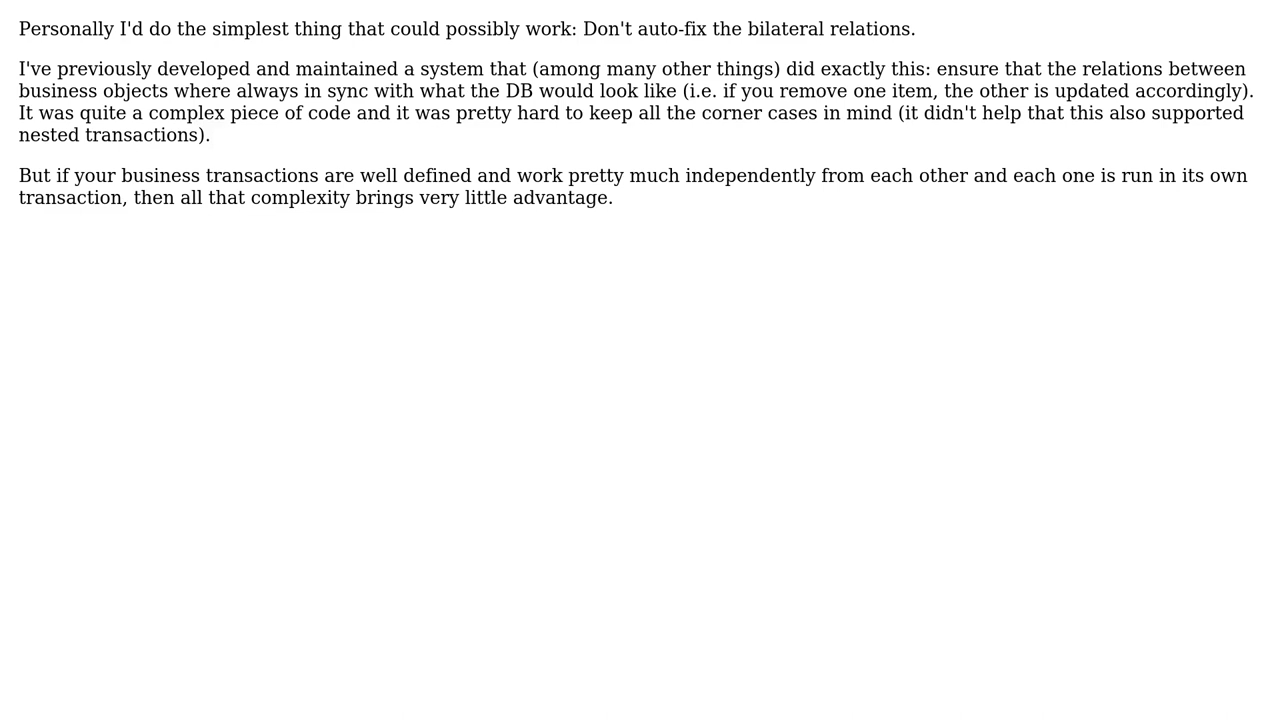 Personally I'd do the simplest thing that could possibly work: Don't auto-fix the bilateral relations.
I've previously developed and maintained a system that (among many other things) did exactly this: ensure that the relations between
business objects where always in sync with what the DB would look like (i.e. if you remove one item, the other is updated accordingly).
It was quite a complex piece of code and it was pretty hard to keep all the corner cases in mind (it didn't help that this also supported
nested transactions).
But if your business transactions are well defined and work pretty much independently from each other and each one is run in its own
transaction, then all that complexity brings very little advantage.